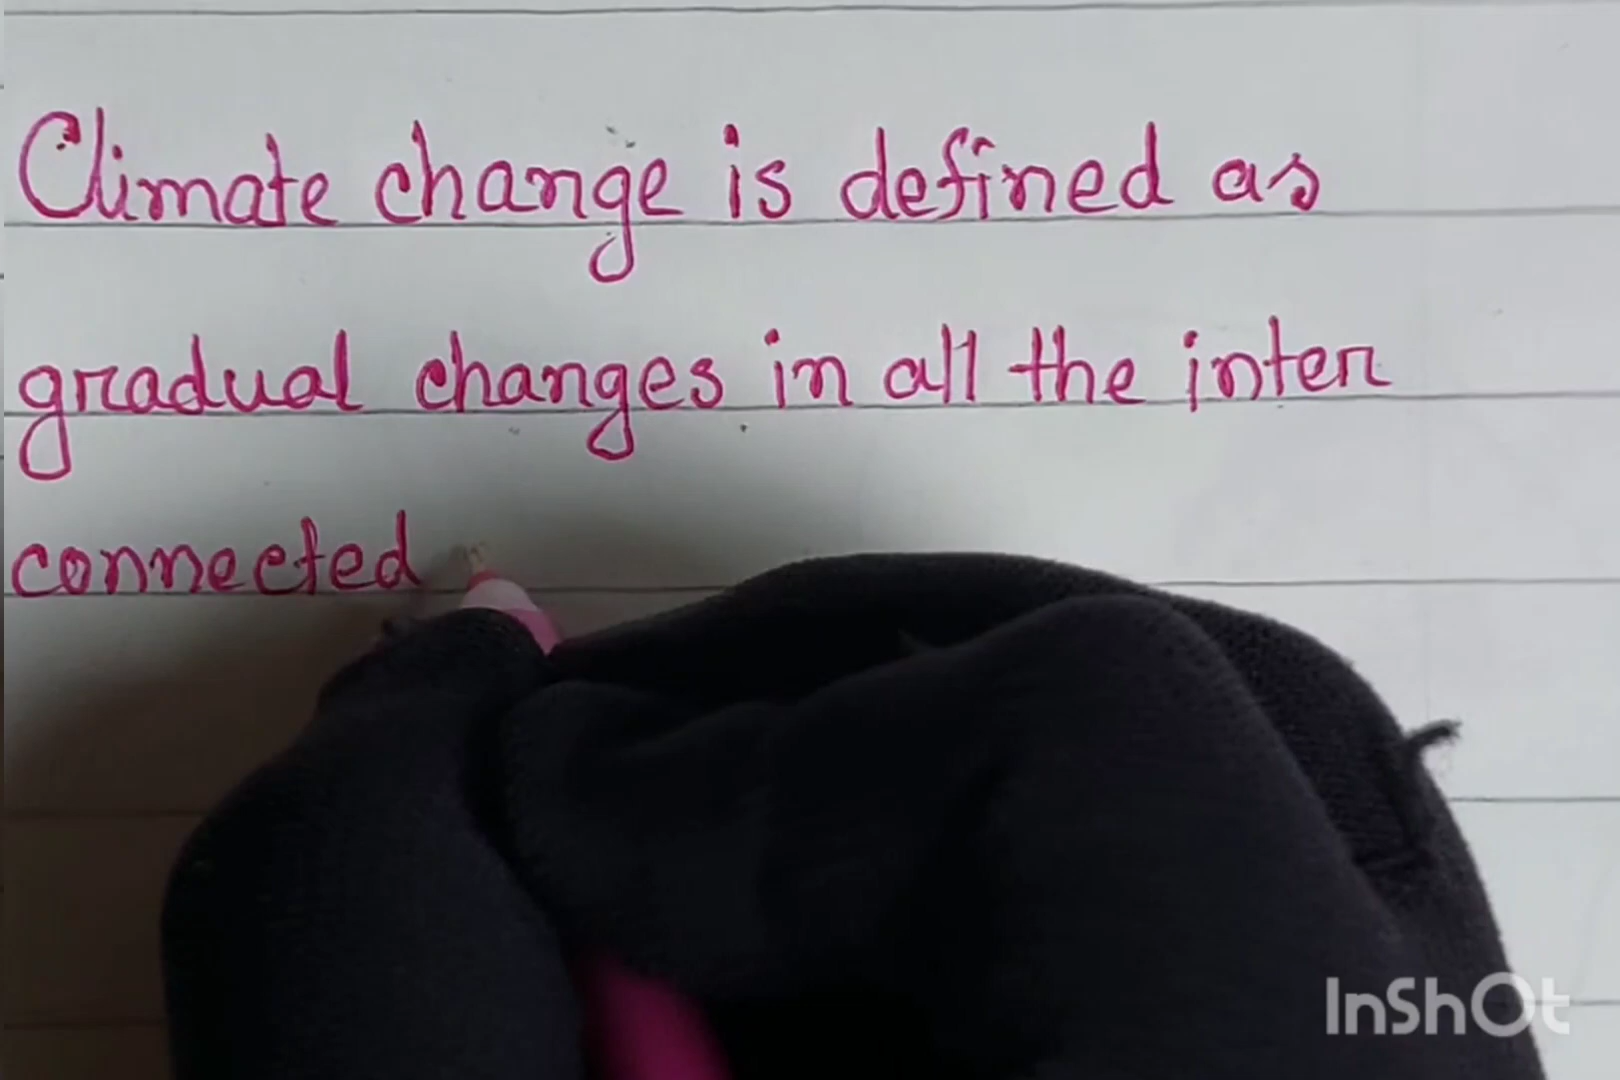 Climate change is defined as
gradual changes in all the inter
connected
InShOt